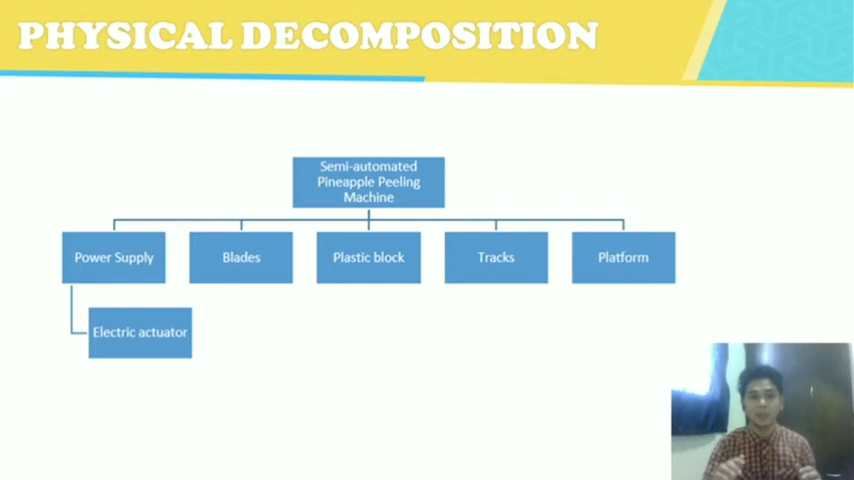 PHYSICAL DECOMPOSITION
Semi-automated
Pineapple Peeling
Machine
Power Supply
Blades
Plastic block
Tracks
Platform
Electric actuator